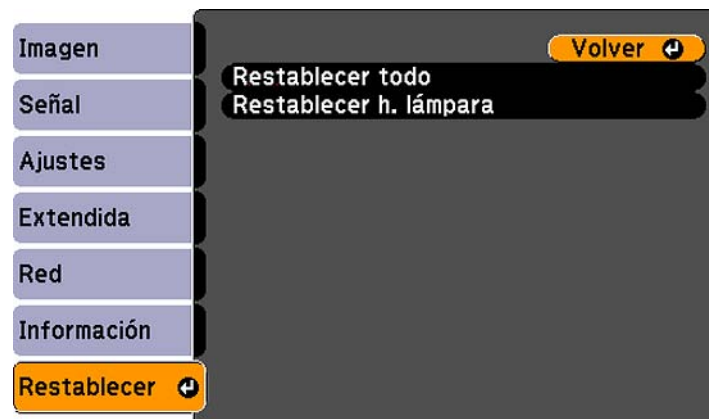 Imagen
Señal
Ajustes
Extendida
Red
Información
Restablecer
Volver
Restablecer todo
Restablecer h. lámpara